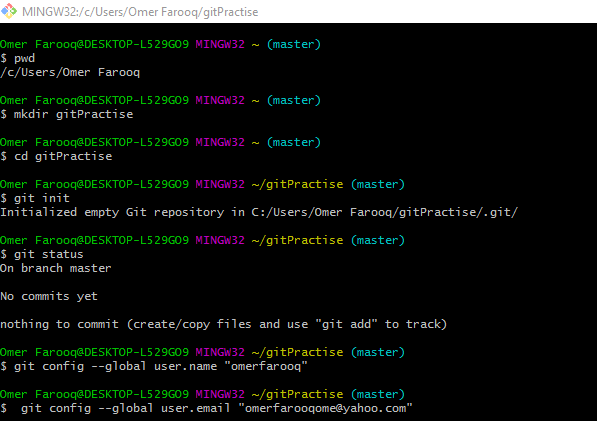 MINGW32:/c/Users/Omer Farooq/gitPractise
Omer Farooq@DESKTOP-L529GO9 MINGW32 ~ (master)
$ pwd
/c/Users/Omer Farooq
Omer Farooq@DESKTOP-L529GO9 MINGW32 ~ (master)
$ mkdir gitPractise
Omer Farooq@DESKTOP-L529GO9 MINGW32 ~ (master)
$ cd gitPractise
Omer Farooq@DESKTOP-L529GO9 MINGW32 ~/gitPractise (master)
$ git init
Initialized empty Git repository in C:/Users/Omer Farooq/gitPractise/.git/
Omer Farooq@DESKTOP-L529GO9 MINGW32 ~/gitPractise (master)
$ git status
On branch master
No commits yet
nothing to commit (create/copy files and use "git add" to track)
Omer Farooq@DESKTOP-L529GO9 MINGW32 ~/gitPractise (master)
$ git config --global user.name "omerfarooq"
Omer Farooq@DESKTOP-L529GO9 MINGW32 ~/gitPractise (master)
$  git config --global user.email "omerfarooqome@yahoo.com"